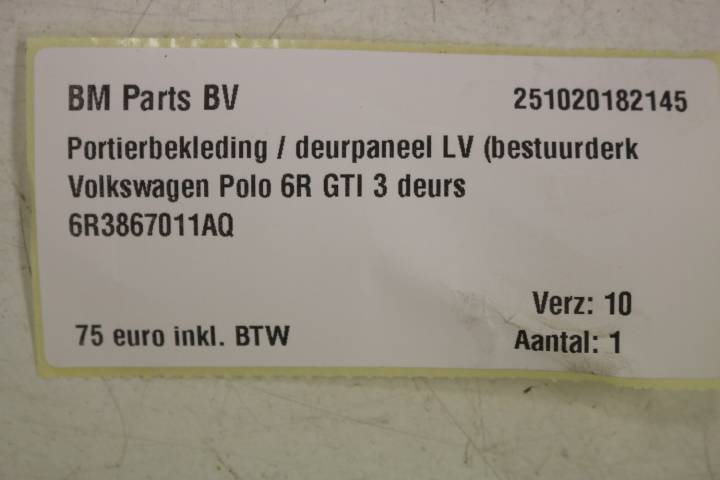 BM Parts BV 251020182145
Portierbekleding / deurpaneel LV (bestuurderk
Volkswagen Polo 6R GTI 3 deurs
6R3867011AQ
Verz: 10
75 euro inkl. BTW Aantal: 1